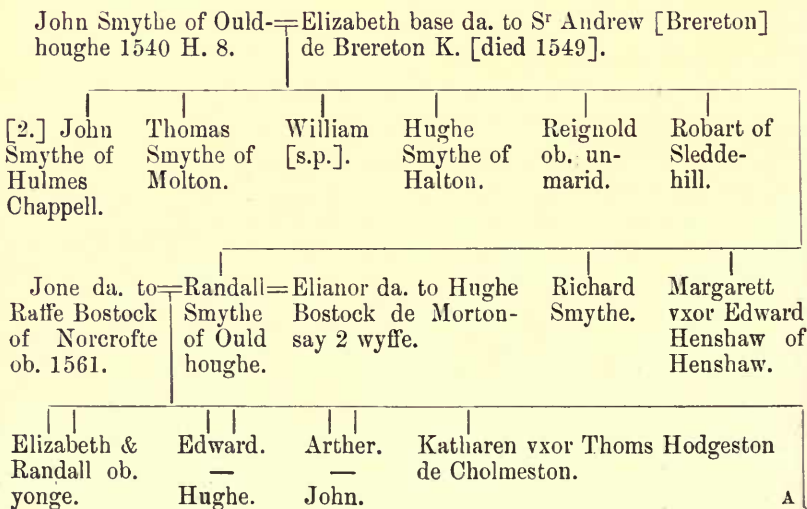 John Smythe of Ould-=Elizabeth base da. to Sr Andrew [Brereton]
houghe 1540 H. 8. de Brereton K. [died 1549].
[2.] John Thomas William Hughe Reignold Robart of
Smythe of Smythe of [s.p.]. Smythe of ob. un- Sledde-
Hulmes Molton. Halton. marid. hill.
Chappell.
Jone da. to=Randall=Elianor da. to Hughe Richard Margarett
Raffe Bostock Smythe Bostock de Morton- Smythe. vxor Edward
of Norcrofte of Ould say 2 wyffe. Henshaw of
ob. 1561. houghe. Henshaw.
Elizabeth & Edward. Arther. Katharen vxor Thoms Hodgeston
Randall ob. — — de Cholmeston.
yonge. Hughe. John. A